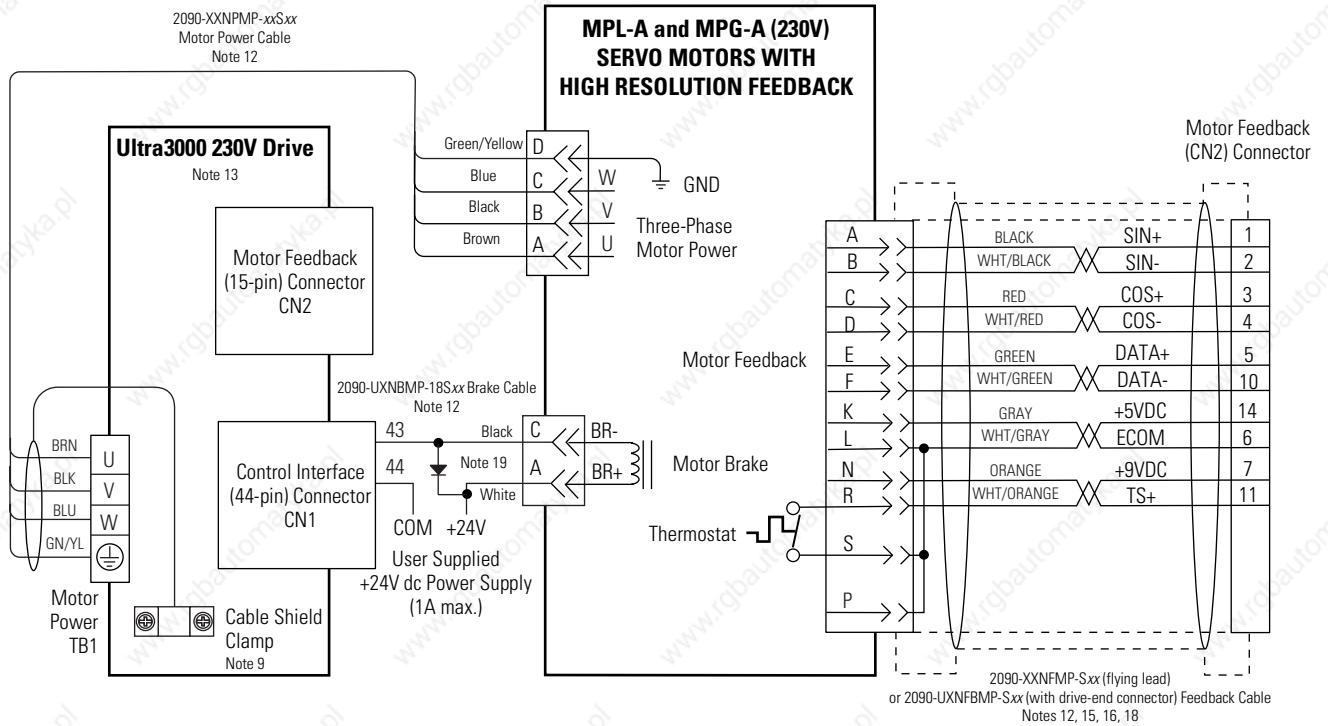 2090-XXNPMP-xxSxx
Motor Power Cable
Note 12
MPL-A and MPG-A (230V)
SERVO MOTORS WITH
HIGH RESOLUTION FEEDBACK
Ultra3000 230V Drive
Note 13
Motor Feedback
(15-pin) Connector
CN2
Control Interface
(44-pin) Connector
CN1
Green/Yellow D
Blue C W
Black B V
Brown A U
GND
Three-Phase
Motor Power
2090-UXNBMP-18Sxx Brake Cable
Note 12
43 Black C BR-
44 Note 19 A BR+
White
Motor Brake
COM +24V
User Supplied
+24V dc Power Supply
(1A max.)
BRN U
BLK V
BLU W
GN/YL
Motor
Power
TB1
Cable Shield
Clamp
Note 9
Motor Feedback
Thermostat
Motor Feedback
(CN2) Connector
A BLACK SIN+ 1
B WHT/BLACK SIN- 2
C RED COS+ 3
D WHT/RED COS- 4
E GREEN DATA+ 5
F WHT/GREEN DATA- 10
K GRAY +5VDC 14
L WHT/GRAY ECOM 6
N ORANGE +9VDC 7
R WHT/ORANGE TS+ 11
S
P
2090-XXNFMP-Sxx (flying lead)
or 2090-UXNFBMP-Sxx (with drive-end connector) Feedback Cable
Notes 12, 15, 16, 18
www.rgbautomatyka.pl